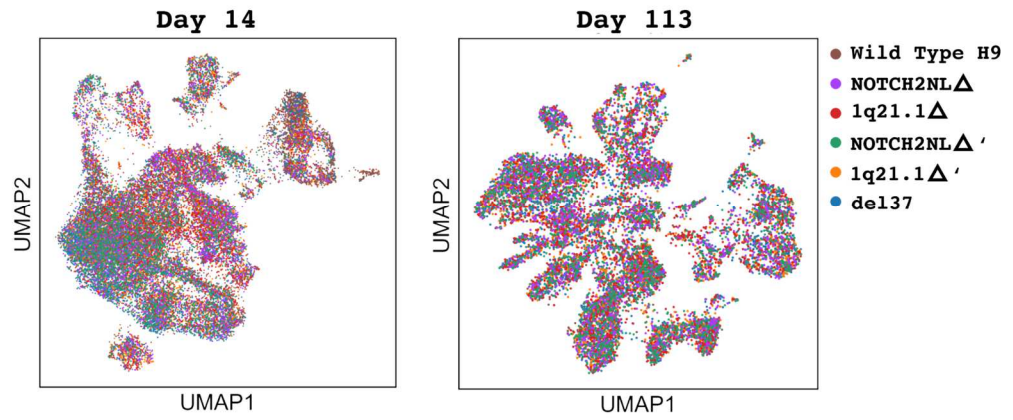 Day 14
Day 113
UMAP2
UMAP1
UMAP2
UMAP1
Wild Type H9
NOTCH2NLΔ
1q21.1Δ
NOTCH2NLΔ ‘
1q21.1Δ ‘
del37